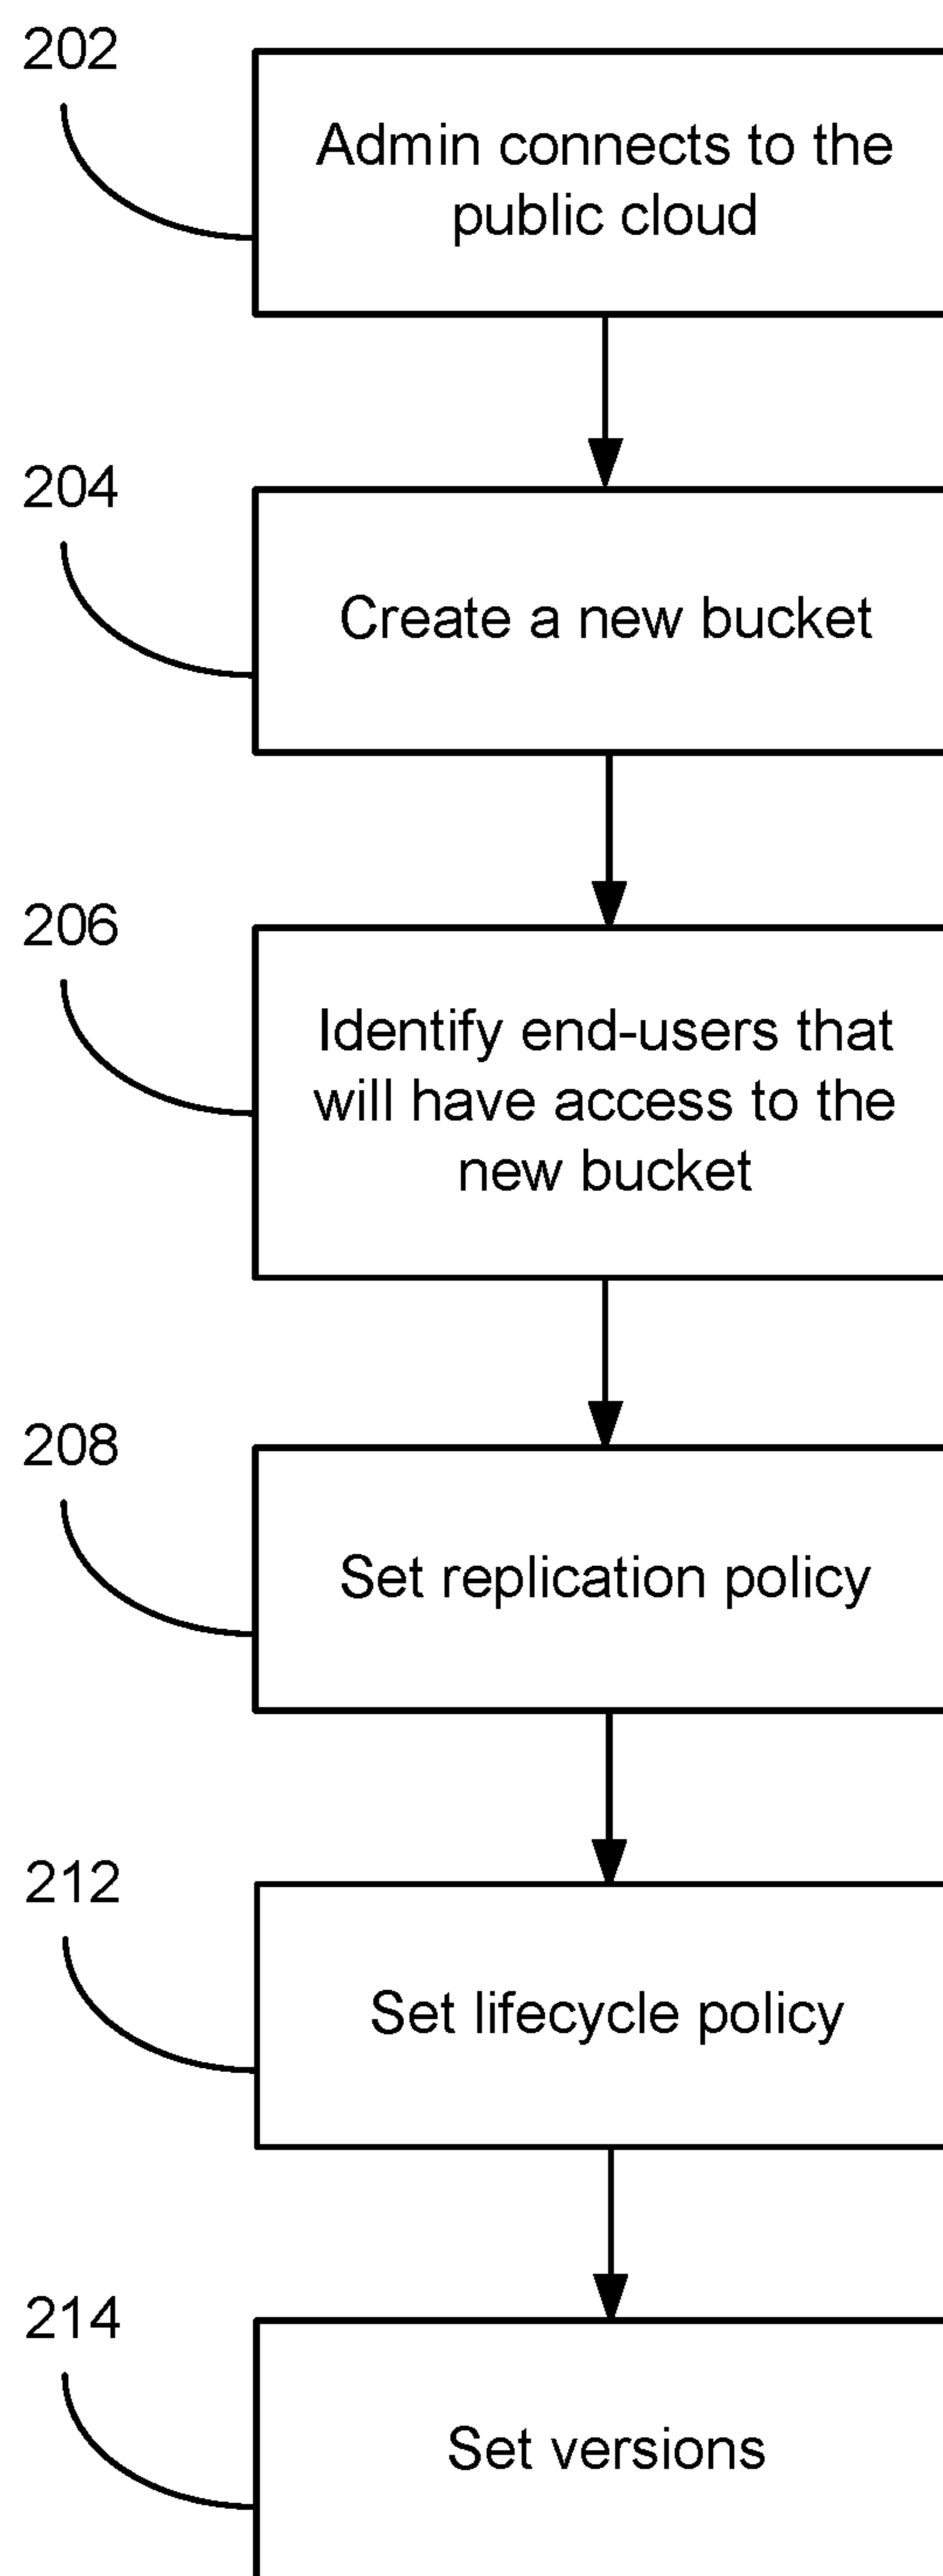 202
Admin connects to the
public cloud
204
Create a new bucket
206
Identify end-users that
will have access to the
new bucket
208
Set replication policy
212
Set lifecycle policy
214
Set versions